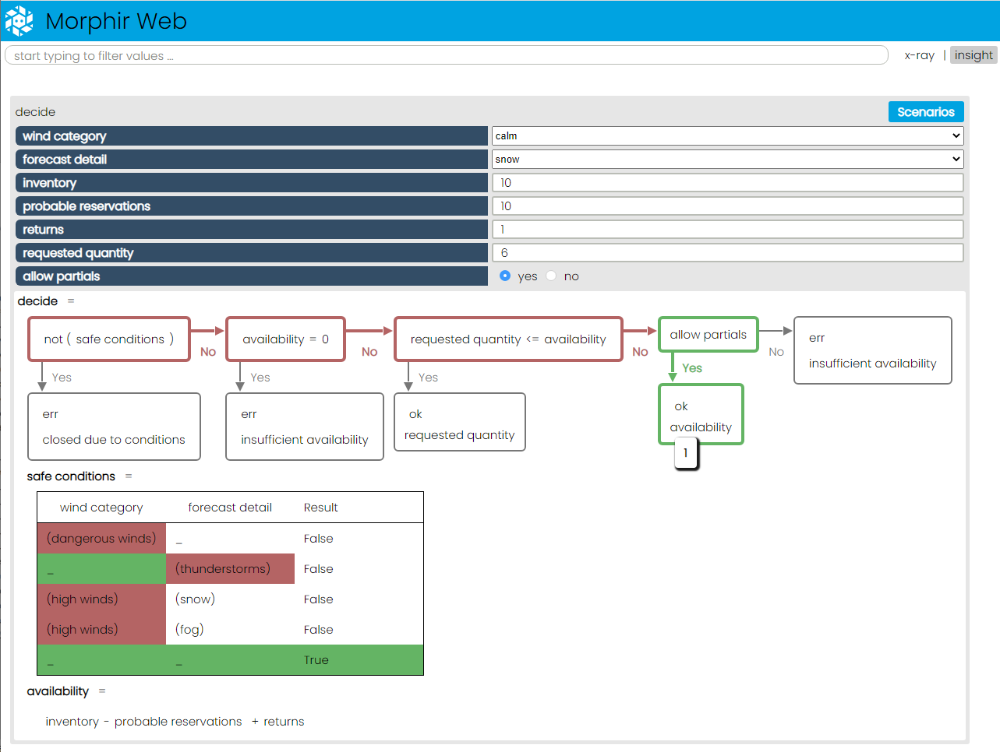 Morphir Web
start typing to filter values ...
x-ray | insight
decide
Scenarios
wind category calm
forecast detail snow
inventory 10
probable reservations 10
returns 1
requested quantity 6
allow partials yes no
decide =
not ( safe conditions ) No availability = 0 No requested quantity <= availability No allow partials No err
insufficient availability
Yes Yes Yes Yes
err err ok ok
closed due to conditions insufficient availability requested quantity availability
1
safe conditions =
wind category forecast detail Result
(dangerous winds) _ False
_ (thunderstorms) False
(high winds) (snow) False
(high winds) (fog) False
_ _ True
availability =
inventory - probable reservations + returns